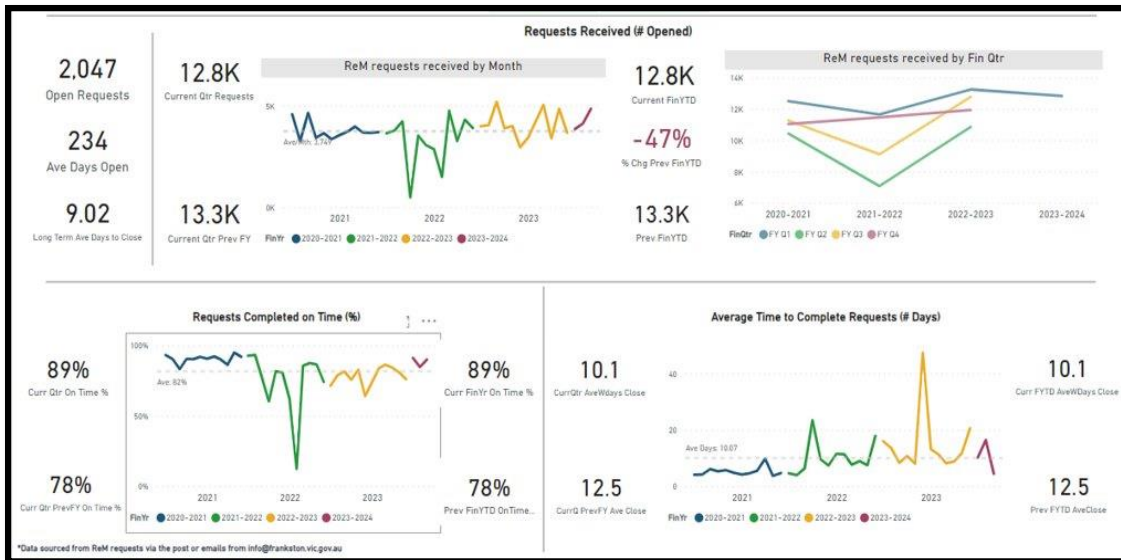 Requests Received (# Opened)
2,047
Open Requests
234
Ave Days Open
9.02
Long Term Ave Days to Close
12.8K
Current Qtr Requests
13.3K
Current Qtr Prev FY
ReM requests received by Month
5K
0K
2021
2022
2023
FinYr 2020-2021 2021-2022 2022-2023 2023-2024
12.8K
Current FinYTD
-47%
% Chg Prev FinYTD
13.3K
Prev FinYTD
ReM requests received by Fin Qtr
14K
12K
10K
8K
6K
2020-2021
2021-2022
2022-2023
2023-2024
FinQtr FY Q1 FY Q2 FY Q3 FY Q4
Requests Completed on Time (%)
89%
Curr Qtr On Time %
78%
Curr Qtr PrevFY On Time %
100%
Ave: 82%
50%
0%
2021
2022
2023
FinYr 2020-2021 2021-2022 2022-2023 2023-2024
89%
Curr FinYr On Time %
78%
Prev FinYTD OnTime...
Average Time to Complete Requests (# Days)
10.1
CurrQtr AveWdays Close
12.5
CurrQ PrevFY Ave Close
40
20
Ave Days: 10.07
0
2021
2022
2023
FinYr 2020-2021 2021-2022 2022-2023 2023-2024
10.1
Curr FYTD AveWDays Close
12.5
Prev FYTD AveClose
*Data sourced from ReM requests via the post or emails from info@frankston.vic.gov.au